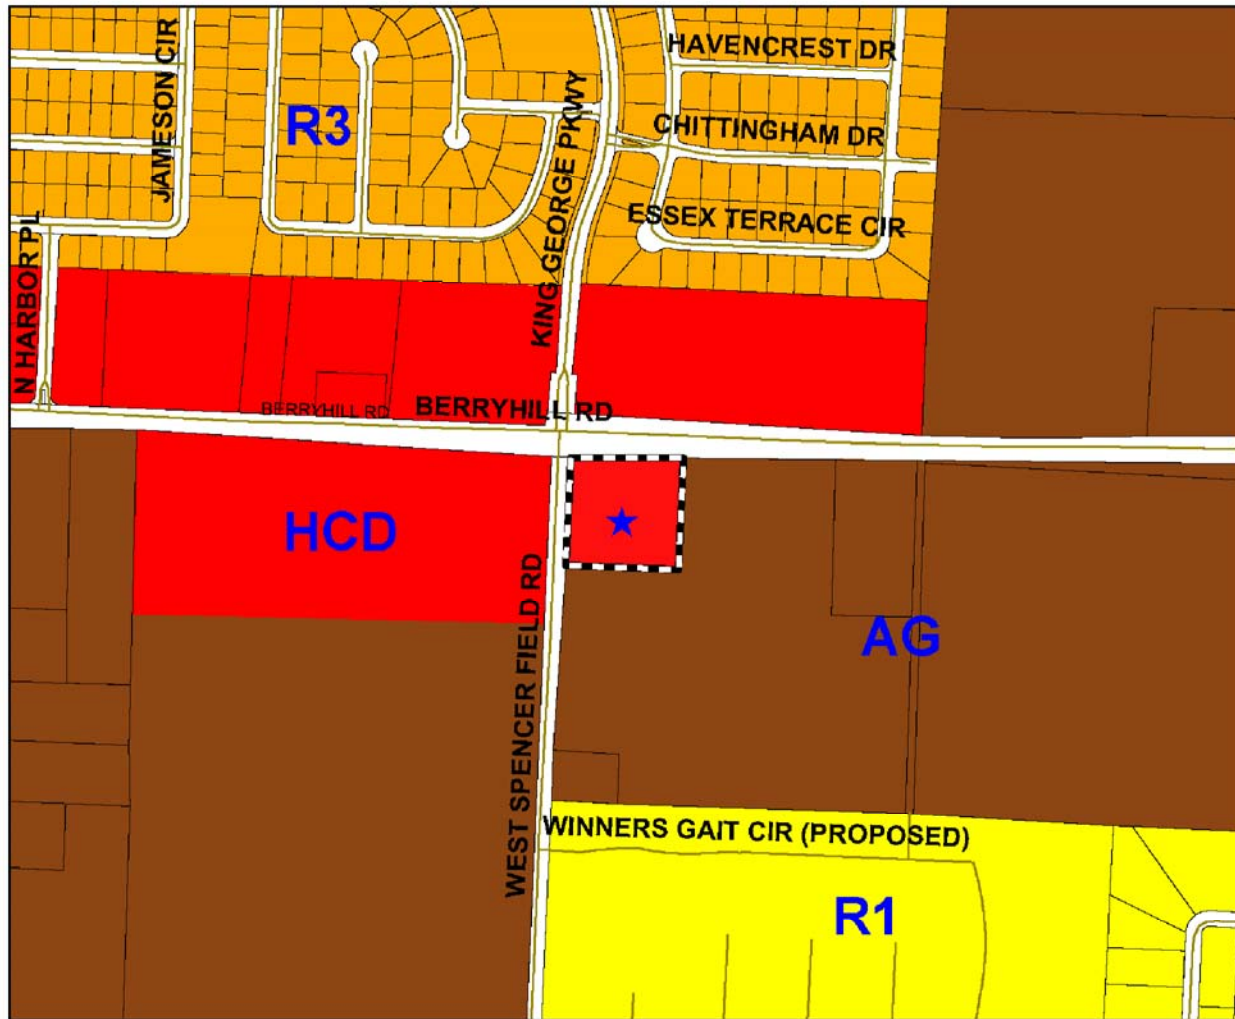 HAVENCREST DR
JAMESON CIR
R3
KING GEORGE PKWY
CHITTINGHAM DR
ESSEX TERRACE CIR
N HARBOR PL
BERRYHILL RD
BERRYHILL RD
HCD
AG
WEST SPENCER FIELD RD
WINNERS GAIT CIR (PROPOSED)
R1